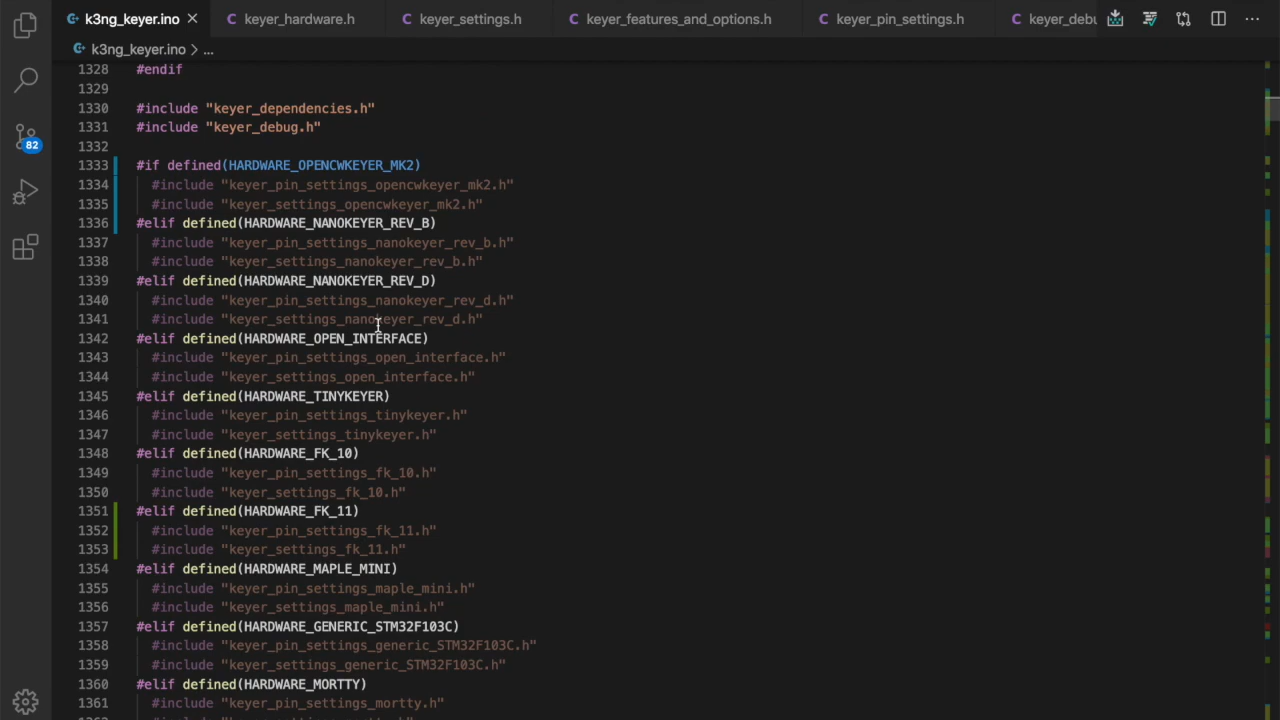 k3ng_keyer.ino keyer_hardware.h keyer_settings.h keyer_features_and_options.h keyer_pin_settings.h keyer_debu
k3ng_keyer.ino > ...
82
1328 #endif
1329
1330 #include "keyer_dependencies.h"
1331 #include "keyer_debug.h"
1332
1333 #if defined(HARDWARE_OPENCWKEYER_MK2)
1334 #include "keyer_pin_settings_opencwkeyer_mk2.h"
1335 #include "keyer_settings_opencwkeyer_mk2.h"
1336 #elif defined(HARDWARE_NANOKEYER_REV_B)
1337 #include "keyer_pin_settings_nanokeyer_rev_b.h"
1338 #include "keyer_settings_nanokeyer_rev_b.h"
1339 #elif defined(HARDWARE_NANOKEYER_REV_D)
1340 #include "keyer_pin_settings_nanokeyer_rev_d.h"
1341 #include "keyer_settings_nanokeyer_rev_d.h"
1342 #elif defined(HARDWARE_OPEN_INTERFACE)
1343 #include "keyer_pin_settings_open_interface.h"
1344 #include "keyer_settings_open_interface.h"
1345 #elif defined(HARDWARE_TINYKEYER)
1346 #include "keyer_pin_settings_tinykeyer.h"
1347 #include "keyer_settings_tinykeyer.h"
1348 #elif defined(HARDWARE_FK_10)
1349 #include "keyer_pin_settings_fk_10.h"
1350 #include "keyer_settings_fk_10.h"
1351 #elif defined(HARDWARE_FK_11)
1352 #include "keyer_pin_settings_fk_11.h"
1353 #include "keyer_settings_fk_11.h"
1354 #elif defined(HARDWARE_MAPLE_MINI)
1355 #include "keyer_pin_settings_maple_mini.h"
1356 #include "keyer_settings_maple_mini.h"
1357 #elif defined(HARDWARE_GENERIC_STM32F103C)
1358 #include "keyer_pin_settings_generic_STM32F103C.h"
1359 #include "keyer_settings_generic_STM32F103C.h"
1360 #elif defined(HARDWARE_MORTTY)
1361 #include "keyer_pin_settings_mortty.h"